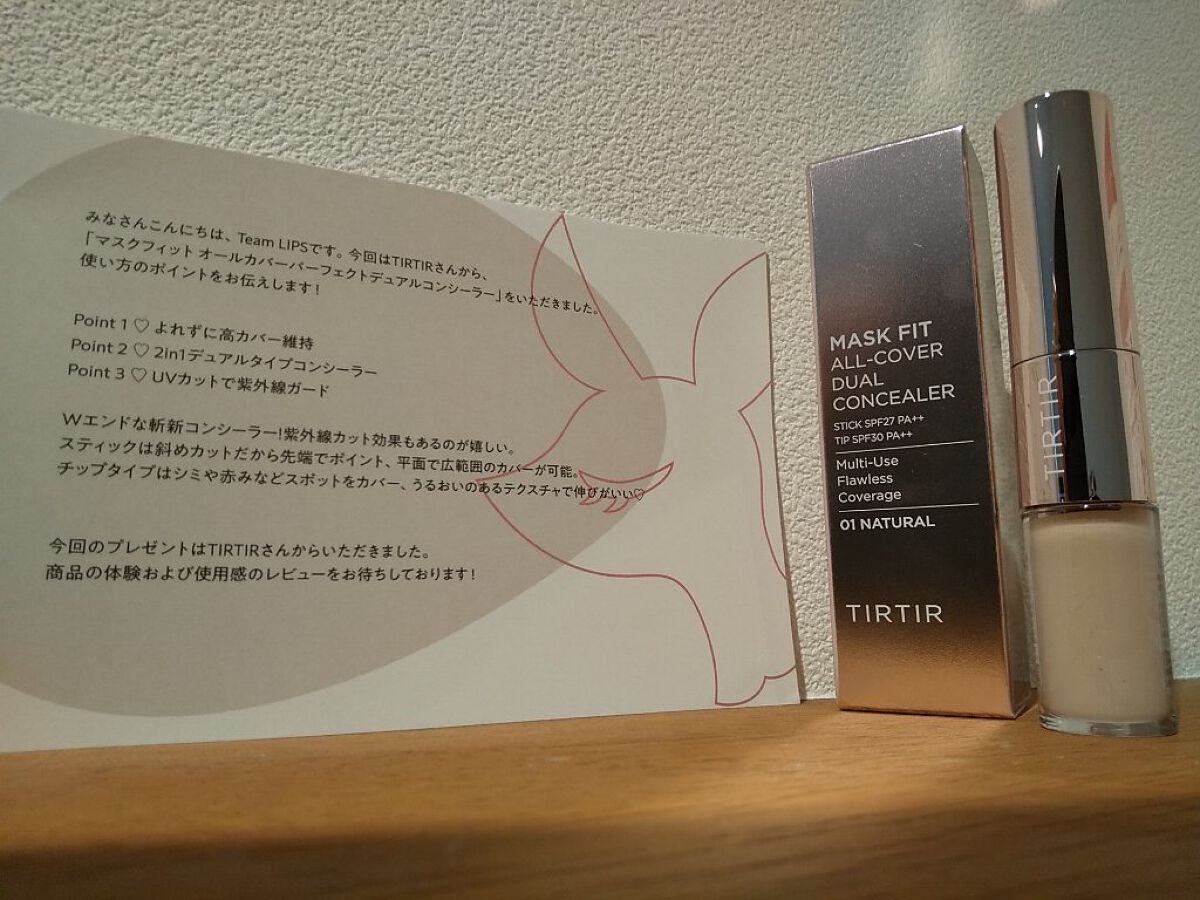 みなさんこんにちは、Team LIPSです。今回はTIRTIRさんから、
「マスクフィット オールカバーパーフェクトデュアルコンシーラー」をいただきました。
使い方のポイントをお伝えします！
Point 1 ♡ よれずに高カバー維持
Point 2 ♡ 2in1デュアルタイプコンシーラー
Point 3 ♡ UVカットで紫外線ガード
Wエンドな斬新コンシーラー！紫外線カット効果もあるのが嬉しい。
スティックは斜めカットだから先端でポイント、平面で広範囲のカバーが可能。
チップタイプはシミや赤みなどスポットをカバー、うるおいのあるテクスチャで伸びがいい♡
今回のプレゼントはTIRTIRさんからいただきました。
商品の体験および使用感のレビューをお待ちしております！
MASK FIT
ALL-COVER
DUAL
CONCEALER
STICK SPF27 PA++
TIP SPF30 PA++
Multi-Use
Flawless
Coverage
01 NATURAL
TIRTIR
TIRTIR